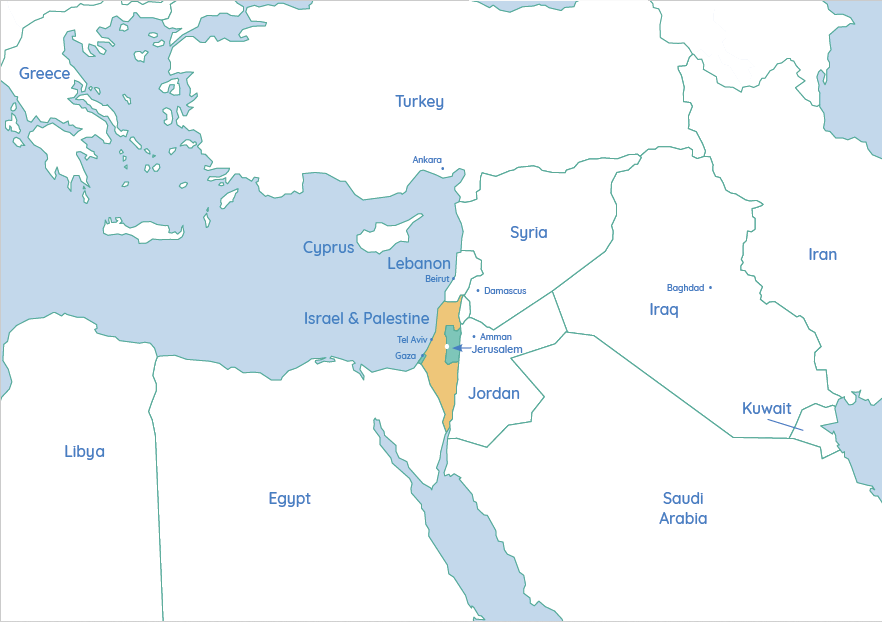 Greece
Turkey
Ankara
Syria
Cyprus
Lebanon
Iran
Beirut
Damascus
Baghdad
Iraq
Israel & Palestine
Tel Aviv
Amman
Jerusalem
Gaza
Jordan
Kuwait
Libya
Egypt
Saudi
Arabia